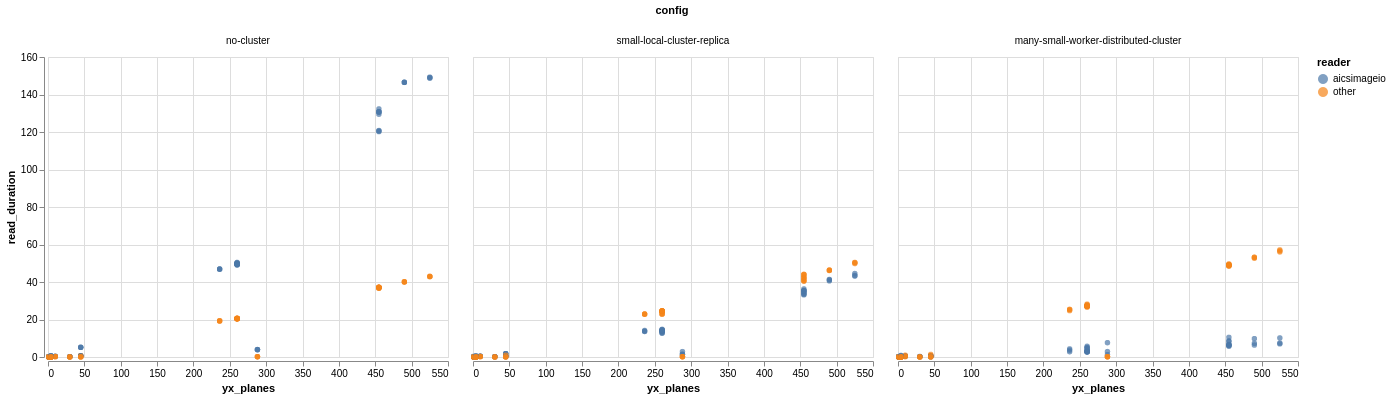 config
no-cluster
small-local-cluster-replica
many-small-worker-distributed-cluster
reader
aicsimageio
other
read_duration
160
140
120
100
80
60
40
20
0
0 50 100 150 200 250 300 350 400 450 500 550
yx_planes
0 50 100 150 200 250 300 350 400 450 500 550
yx_planes
0 50 100 150 200 250 300 350 400 450 500 550
yx_planes